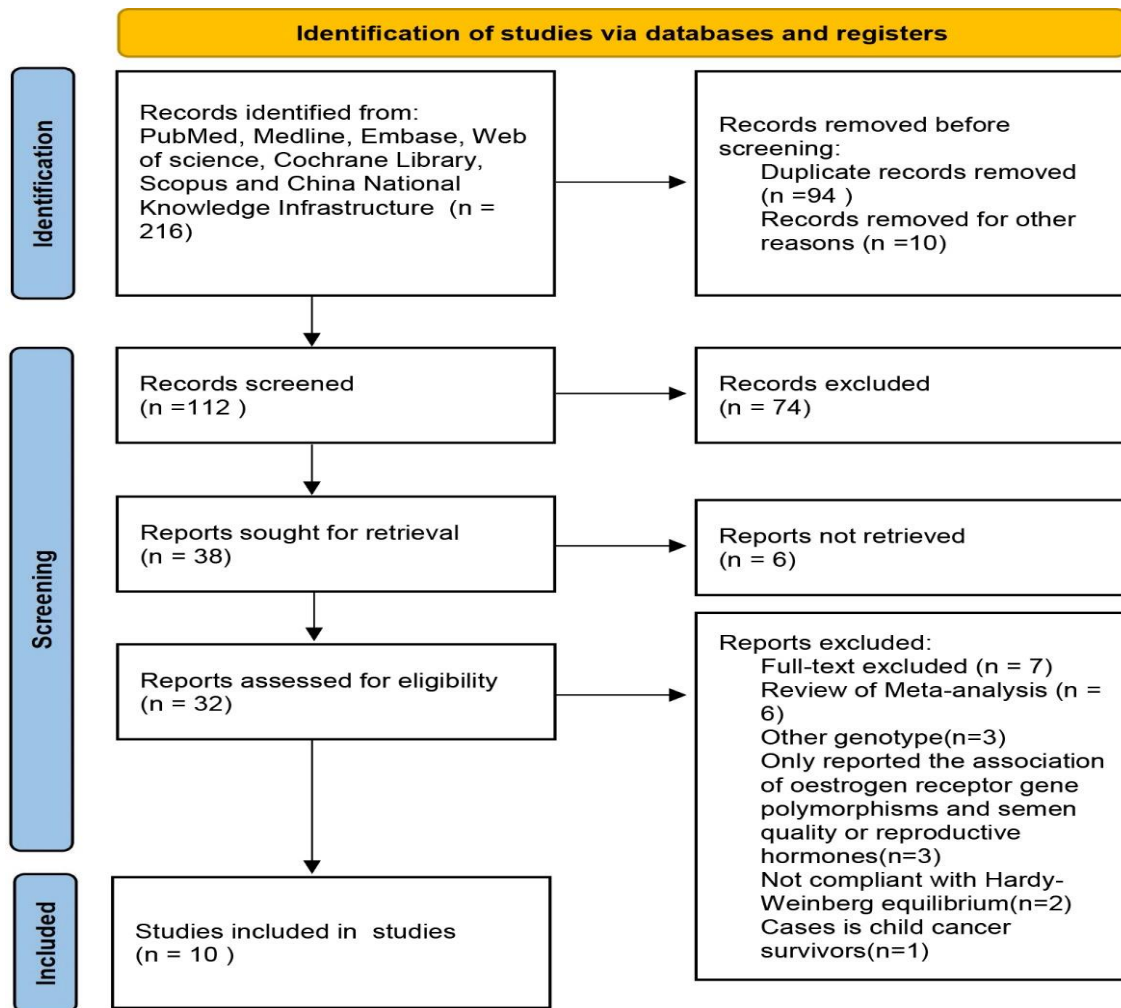 Identification of studies via databases and registers
Identification
Records identified from:
PubMed, Medline, Embase, Web
of science, Cochrane Library,
Scopus and China National
Knowledge Infrastructure (n =
216)
Records removed before
screening:
Duplicate records removed
(n =94 )
Records removed for other
reasons (n =10)
Screening
Records screened
(n =112 )
Records excluded
(n = 74)
Reports sought for retrieval
(n = 38)
Reports not retrieved
(n = 6)
Reports assessed for eligibility
(n = 32)
Reports excluded:
Full-text excluded (n = 7)
Review of Meta-analysis (n =
6)
Other genotype(n=3)
Only reported the association
of oestrogen receptor gene
polymorphisms and semen
quality or reproductive
hormones(n=3)
Not compliant with Hardy-
Weinberg equilibrium(n=2)
Cases is child cancer
survivors(n=1)
Included
Studies included in studies
(n = 10 )